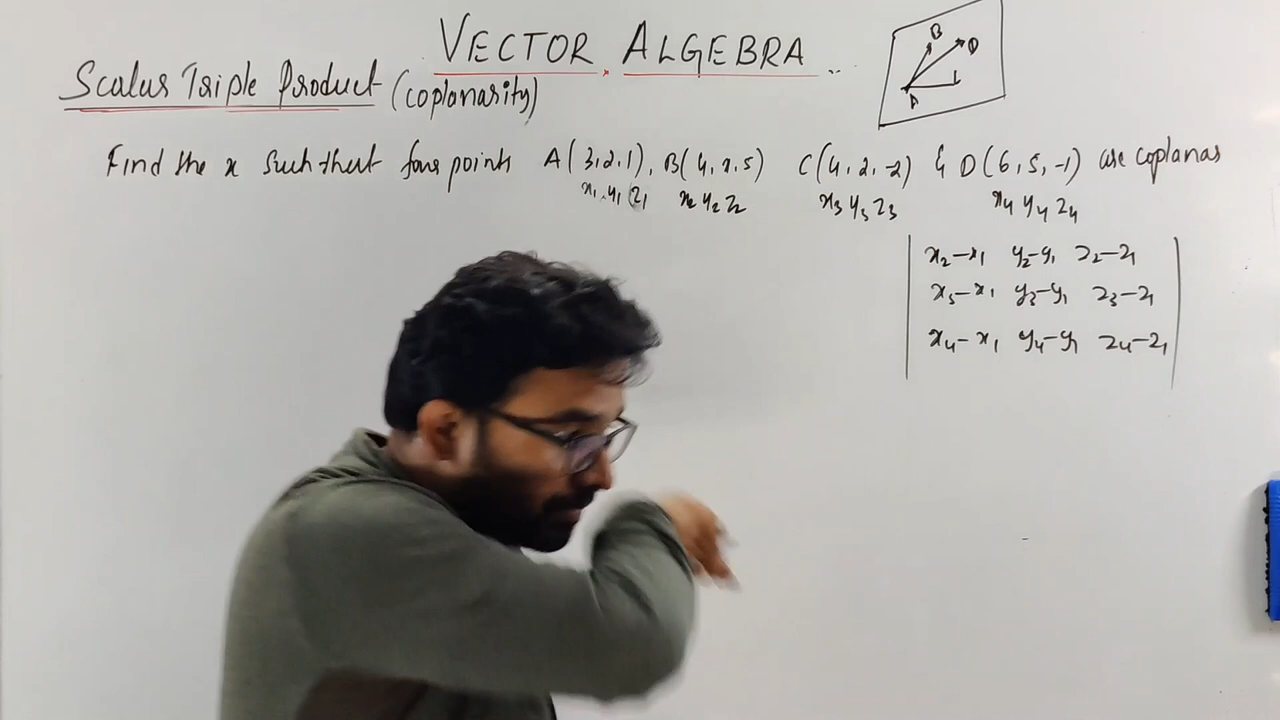 VECTOR ALGEBRA
Scalar Triple Product (coplanarity)
B
D
A
Find the x such that four points A(3,2,1), B(4,x,5) C(4,2,-2) & D(6,5,-1) are coplanar
x1 y1 z1 x2 y2 z2 x3 y3 z3 x4 y4 z4
x2-x1 y2-y1 z2-z1
x3-x1 y3-y1 z3-z1
x4-x1 y4-y1 z4-z1